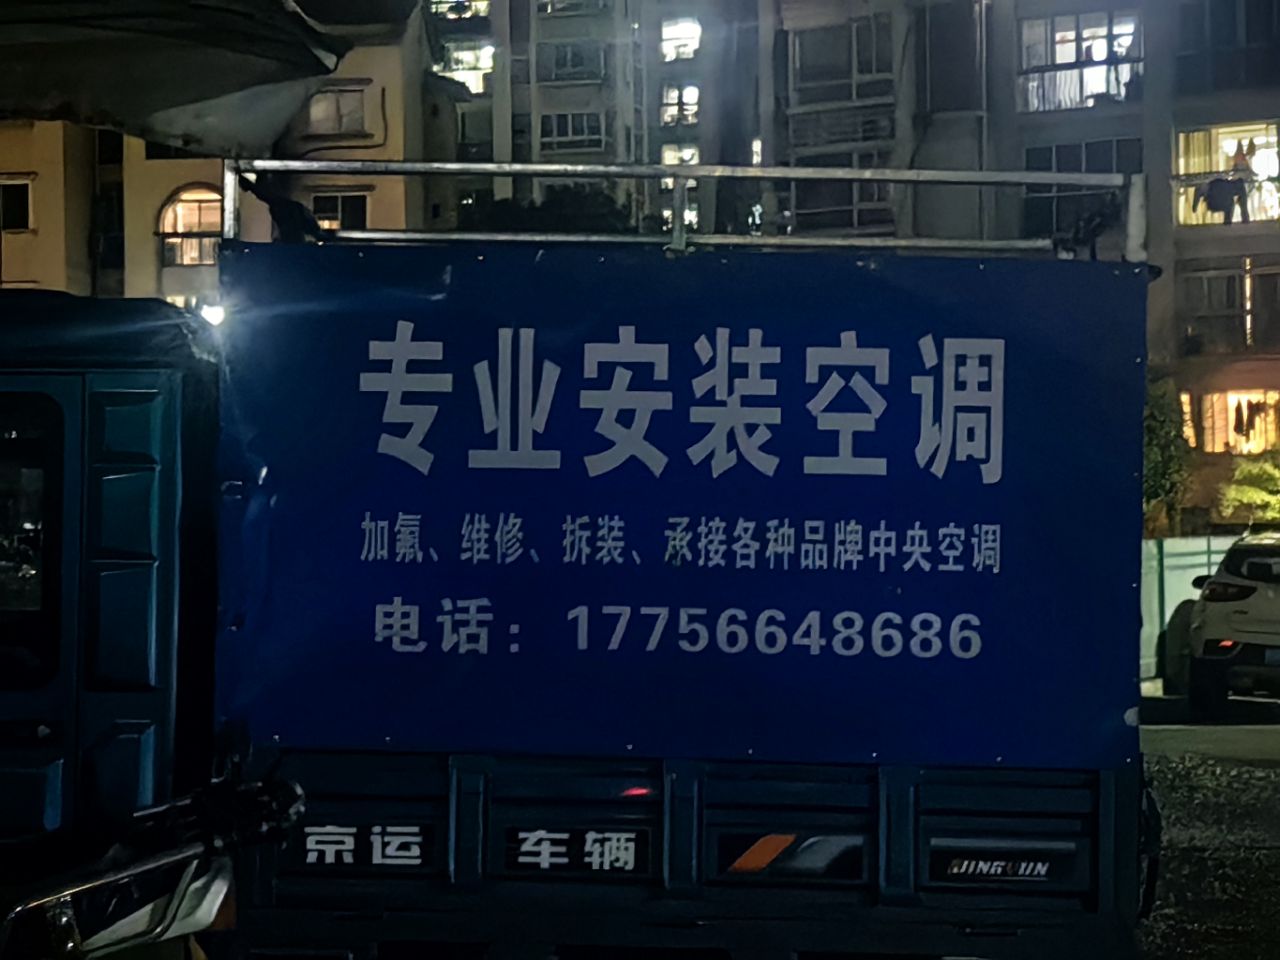 专业安装空调
加氟、维修、拆装、承接各种品牌中央空调
电话：17756648686
京运 车辆
JINGYUN